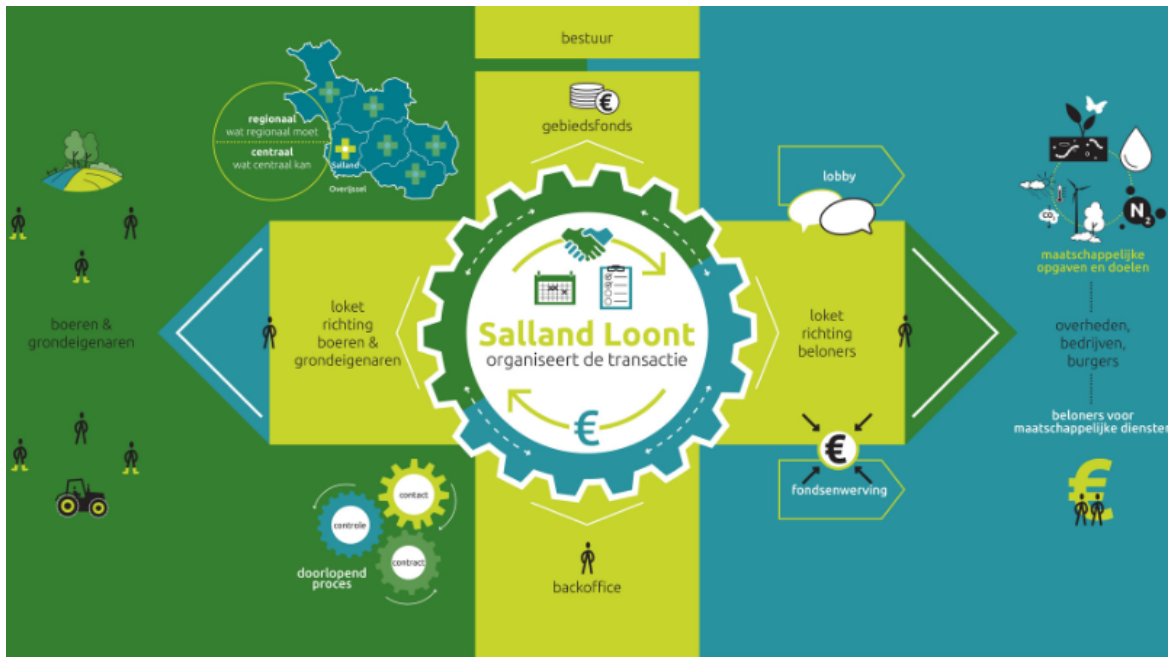 bestuur
€
gebiedsfonds
regionaal
wat regionaal moet
centraal
wat centraal kan
Salland
Overijssel
lobby
CO₂
N₂
maatschappelijke
opgaven en doelen
boeren &
grondeigenaren
loket
richting
boeren &
grondeigenaren
Salland Loont
organiseert de transactie
€
loket
richting
beloners
overheden,
bedrijven,
burgers
beloners voor
maatschappelijke diensten
€
fondsenwerving
€
contact
controle
contract
doorlopend
proces
backoffice